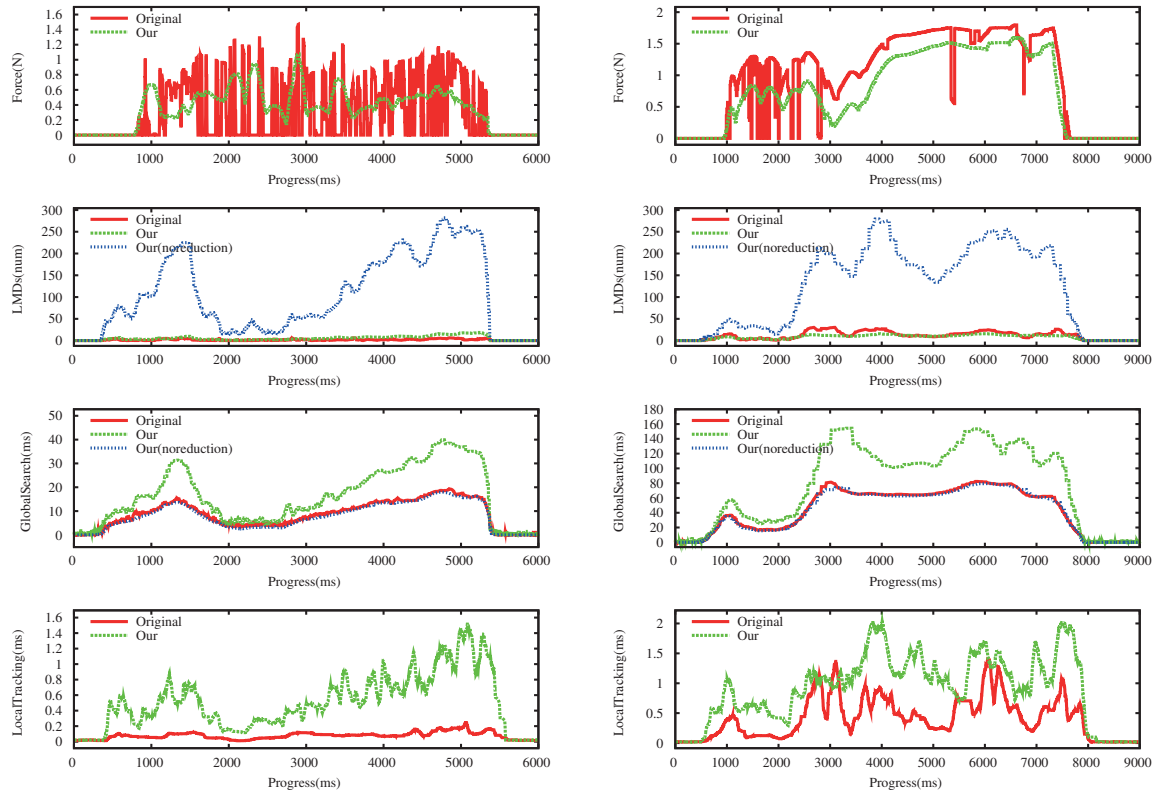 Force(N)
1.6
1.4
1.2
1
0.8
0.6
0.4
0.2
0
Original
Our
0 1000 2000 3000 4000 5000 6000
Progress(ms)
Force(N)
2
1.5
1
0.5
0
Original
Our
0 1000 2000 3000 4000 5000 6000 7000 8000 9000
Progress(ms)
LMDs(num)
300
250
200
150
100
50
0
Original
Our
Our(noreduction)
0 1000 2000 3000 4000 5000 6000
Progress(ms)
LMDs(num)
300
250
200
150
100
50
0
Original
Our
Our(noreduction)
0 1000 2000 3000 4000 5000 6000 7000 8000 9000
Progress(ms)
GlobalSearch(ms)
50
40
30
20
10
0
Original
Our
Our(noreduction)
0 1000 2000 3000 4000 5000 6000
Progress(ms)
GlobalSearch(ms)
180
160
140
120
100
80
60
40
20
0
Original
Our
Our(noreduction)
0 1000 2000 3000 4000 5000 6000 7000 8000 9000
Progress(ms)
LocalTtracking(ms)
1.6
1.4
1.2
1
0.8
0.6
0.4
0.2
0
Original
Our
0 1000 2000 3000 4000 5000 6000
Progress(ms)
LocalTtracking(ms)
2
1.5
1
0.5
0
Original
Our
0 1000 2000 3000 4000 5000 6000 7000 8000 9000
Progress(ms)